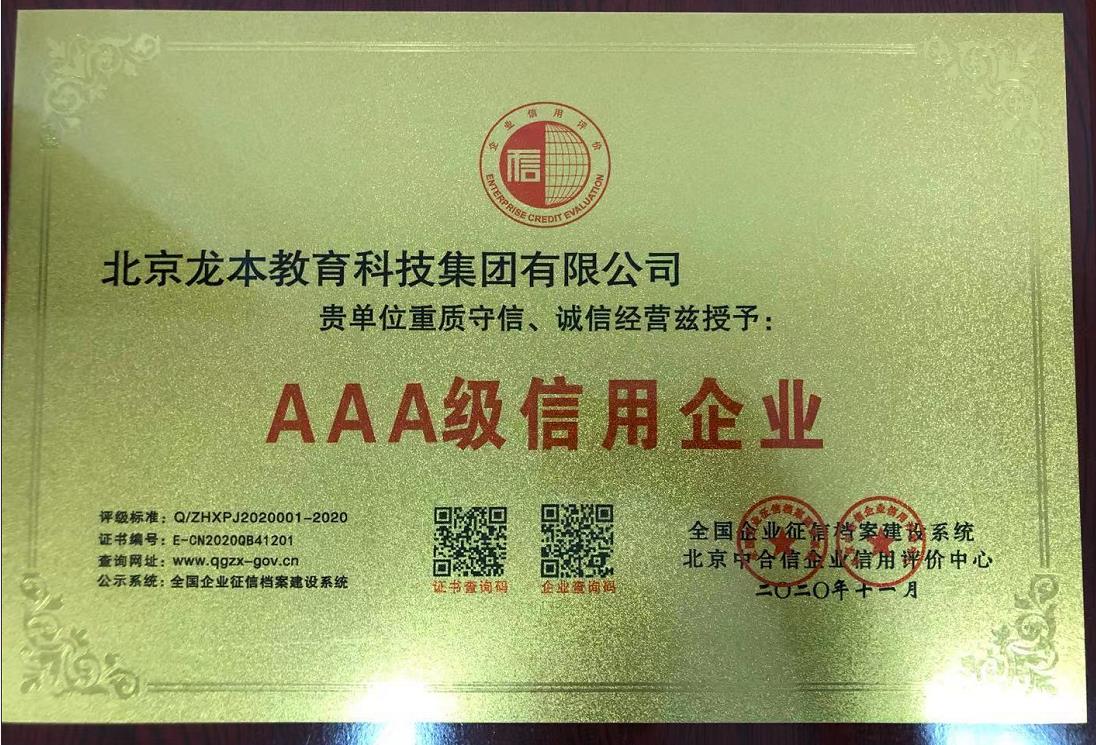 企业信用评价
信
ENTERPRISE CREDIT EVALUATION
北京龙本教育科技集团有限公司
贵单位重质守信、诚信经营兹授予：
AAA级信用企业
评级标准：Q/ZHXPJ2020001-2020
证书编号：E-CN2020QB41201
查询网址：www.qgzx-gov.cn
公示系统：全国企业征信档案建设系统
证书查询码
企业查询码
全国企业征信档案建设系统
北京中合信企业信用评价中心
二〇二〇年十一月